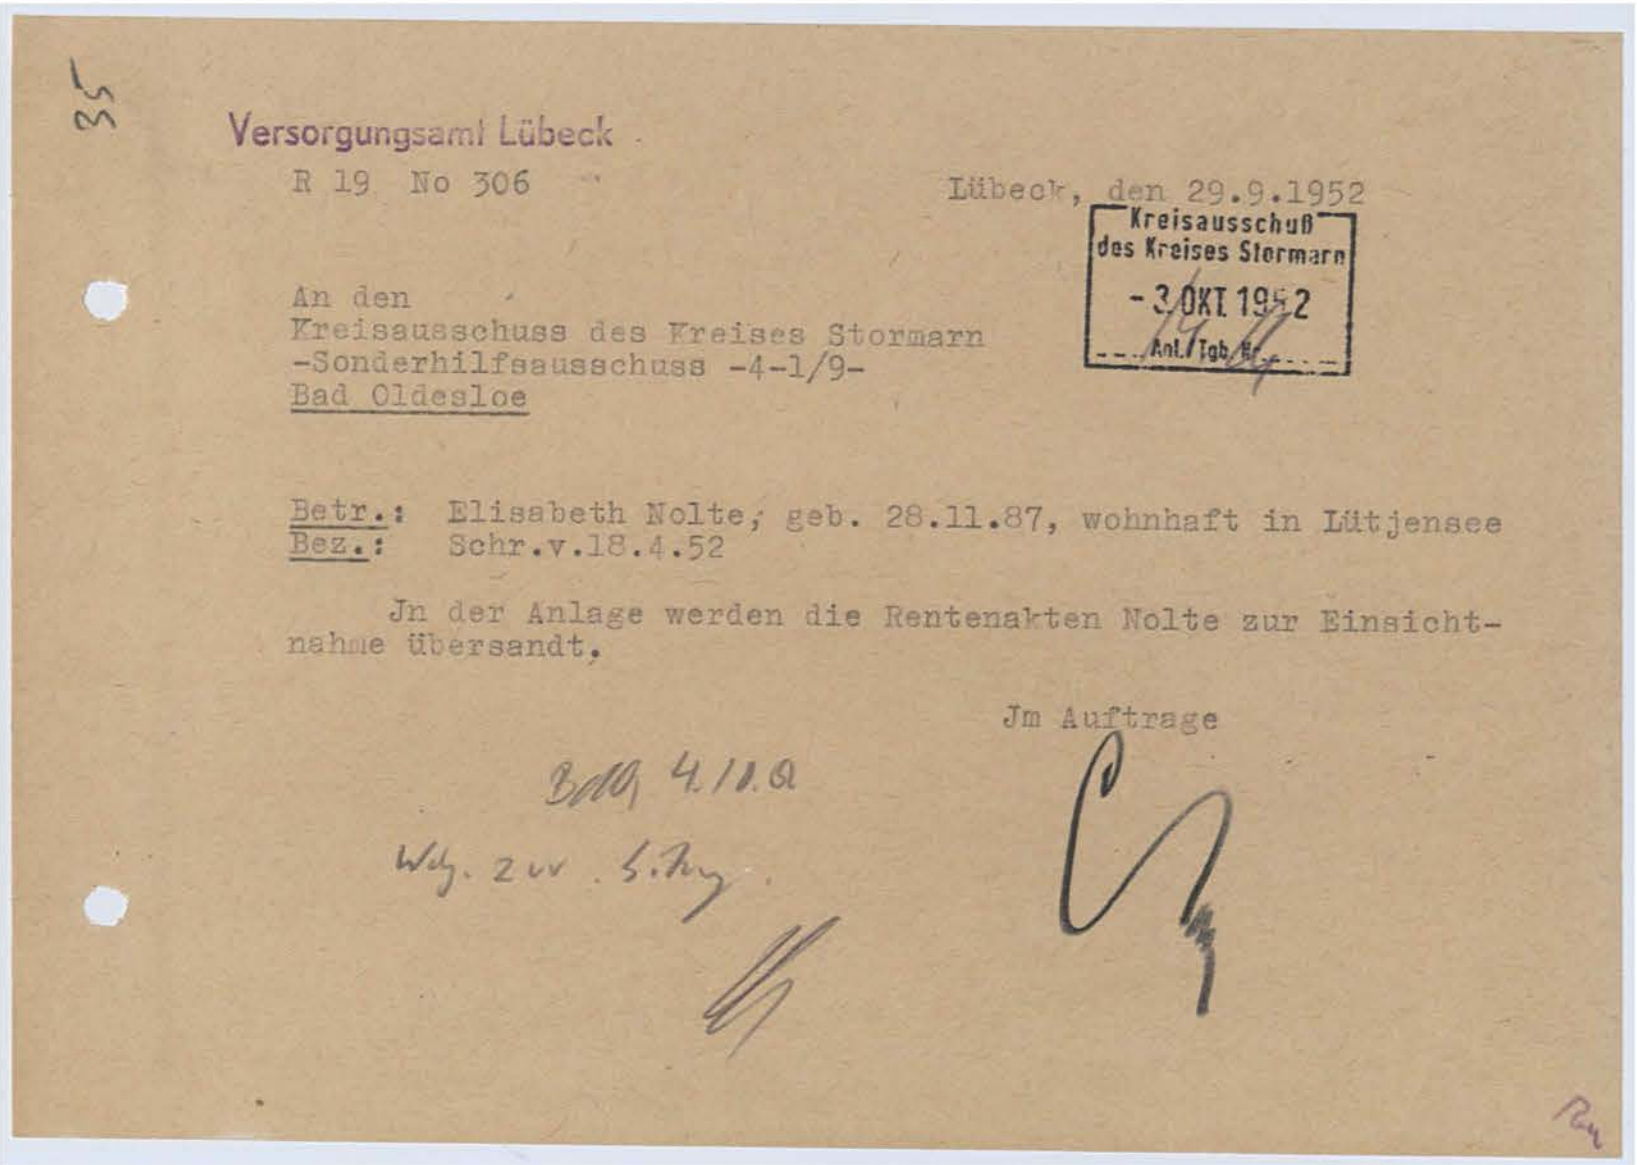 35
Versorgungsamt Lübeck
R 19 No 306
Lübeck, den 29.9.1952
Kreisausschuß
des Kreises Stormarn
- 3. OKT. 1952
Anl./Tgb. Nr.
An den
Kreisausschuss des Kreises Stormarn
-Sonderhilfsausschuss -4-1/9-
Bad Oldesloe
Betr.: Elisabeth Nolte, geb. 28.11.87, wohnhaft in Lütjensee
Bez.: Schr.v.18.4.52
Jn der Anlage werden die Rentenakten Nolte zur Einsicht-
nahme übersandt.
Jm Auftrage
4.10.
zur